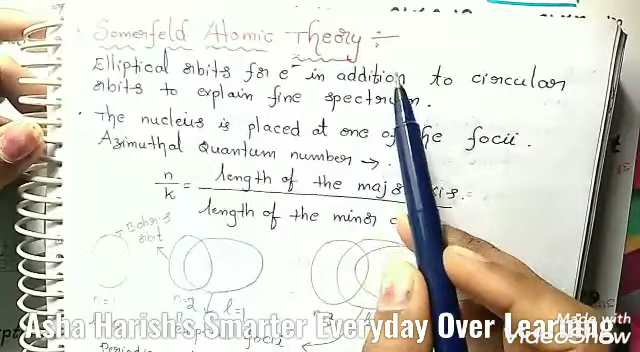 Somerfeld Atomic Theory :-
Elliptical orbits for e⁻ in addition to circular
orbits to explain fine spectrum.
The nucleus is placed at one of the focii.
Azimuthal Quantum number →
n/k = length of the major axis.
length of the minor
Bohr's
orbit
n=1
n=2
l=1
Asha Harish's Smarter Everyday Over Learning
Made with
VideoShow